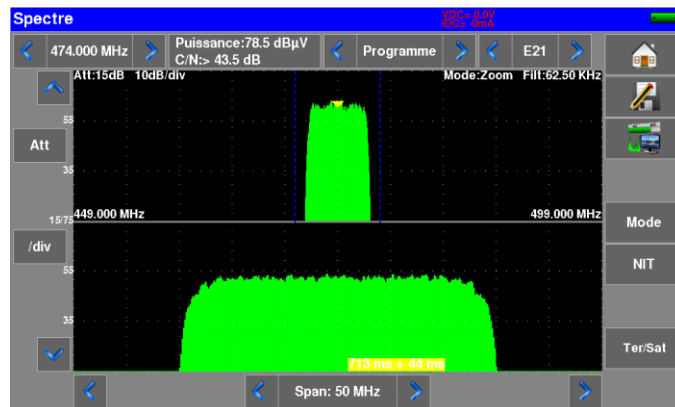 Spectre
VDC= 0.0V
IDC= 0mA
474.000 MHz
Puissance:78.5 dBµV
C/N:> 43.5 dB
Programme
E21
Att:15dB 10dB/div
Mode:Zoom Filt:62.50 KHz
55
Att
35
15/75
449.000 MHz
499.000 MHz
Mode
/div
NIT
55
35
713 ms + 44 ms
Ter/Sat
Span: 50 MHz